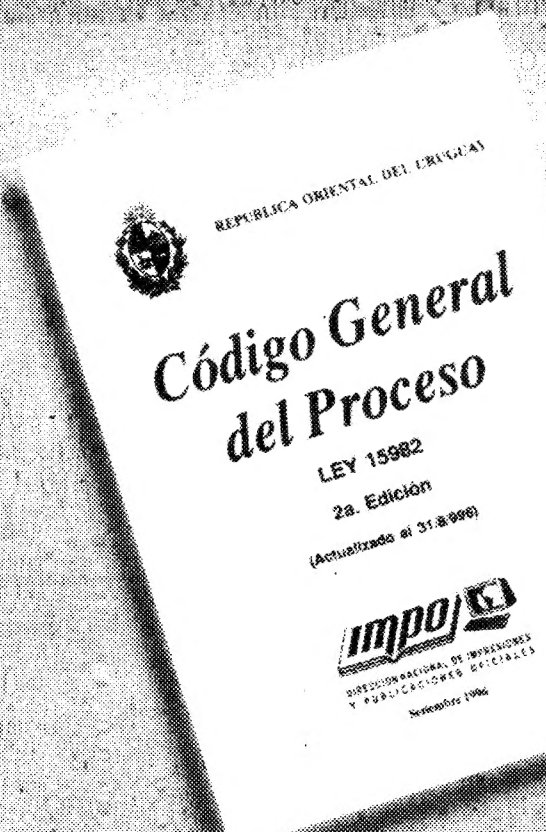 REPUBLICA ORIENTAL DEL URUGUAY
Código General
del Proceso
LEY 15982
2a. Edición
(Actualizado al 31.8.996)
IMPO
DIRECCION NACIONAL DE IMPRESIONES
Y PUBLICACIONES OFICIALES
Setiembre 1996